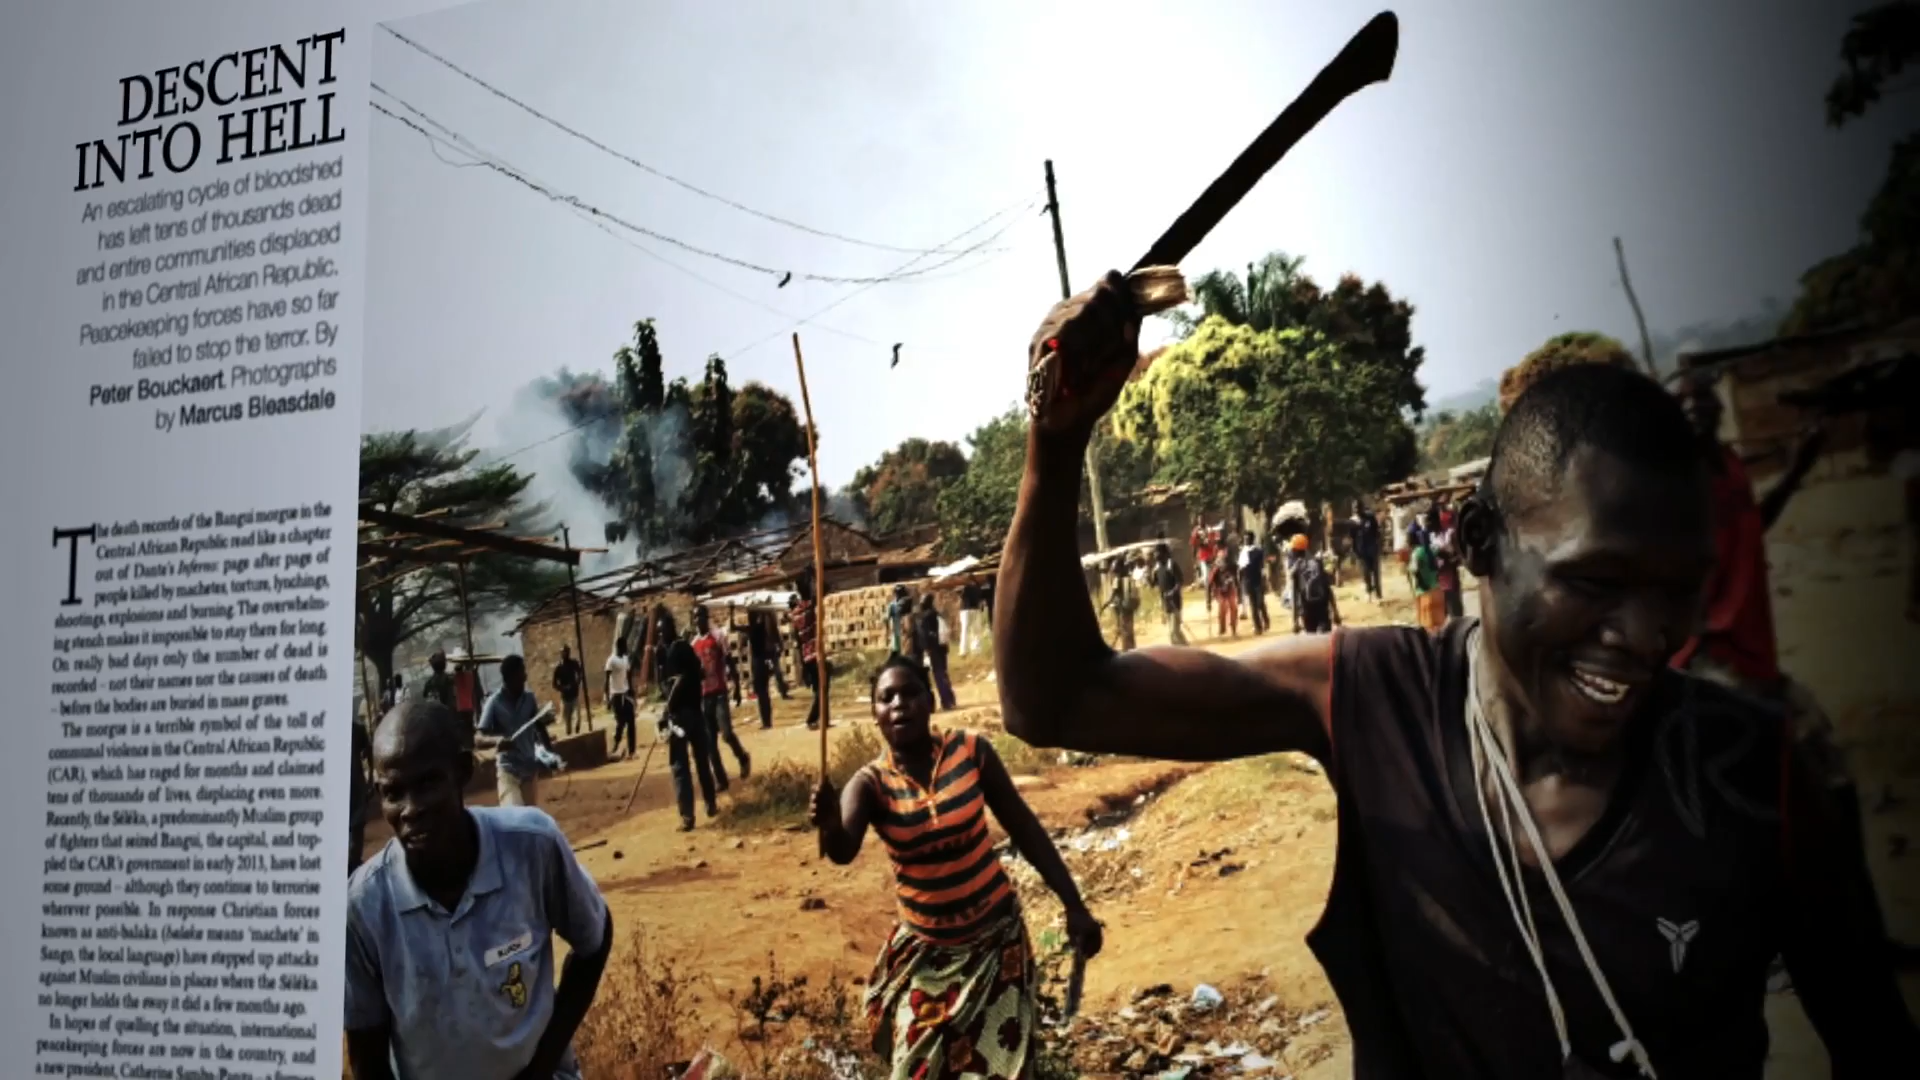 DESCENT
INTO HELL
An escalating cycle of bloodshed
has left tens of thousands dead
and entire communities displaced
in the Central African Republic.
Peacekeeping forces have so far
failed to stop the terror. By
Peter Bouckaert. Photographs
by Marcus Bleasdale
The death records of the Bangui morgue in the
Central African Republic read like a chapter
out of Dante's Inferno: page after page of
people killed by machetes, torture, lynchings,
shootings, explosions and burning. The overwhelm-
ing stench makes it impossible to stay there for long.
On really bad days only the number of dead is
recorded – not their names nor the causes of death
– before the bodies are buried in mass graves.
The morgue is a terrible symbol of the toll of
communal violence in the Central African Republic
(CAR), which has raged for months and claimed
tens of thousands of lives, displacing even more.
Recently, the Séléka, a predominantly Muslim group
of fighters that seized Bangui, the capital, and top-
pled the CAR's government in early 2013, have lost
some ground – although they continue to terrorise
wherever possible. In response Christian forces
known as anti-balaka (balaka means 'machete' in
Sango, the local language) have stepped up attacks
against Muslim civilians in places where the Séléka
no longer holds the sway it did a few months ago.
In hopes of quelling the situation, international
peacekeeping forces are now in the country, and
a new president, Catherine Samba-Panza – a former